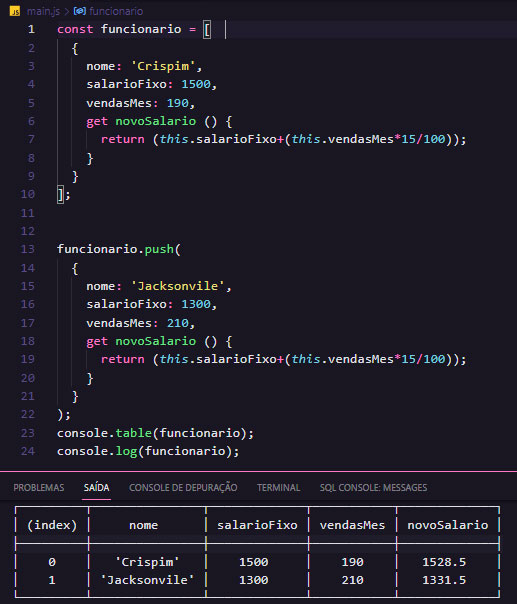 JS main.js > funcionario
1 const funcionario = [
2 {
3 nome: 'Crispim',
4 salarioFixo: 1500,
5 vendasMes: 190,
6 get novoSalario () {
7 return (this.salarioFixo+(this.vendasMes*15/100));
8 }
9 }
10 ];
11
12
13 funcionario.push(
14 {
15 nome: 'Jacksonvile',
16 salarioFixo: 1300,
17 vendasMes: 210,
18 get novoSalario () {
19 return (this.salarioFixo+(this.vendasMes*15/100));
20 }
21 }
22 );
23 console.table(funcionario);
24 console.log(funcionario);
PROBLEMAS SAÍDA CONSOLE DE DEPURAÇÃO TERMINAL SQL CONSOLE: MESSAGES
(index) nome salarioFixo vendasMes novoSalario
0 'Crispim' 1500 190 1528.5
1 'Jacksonvile' 1300 210 1331.5